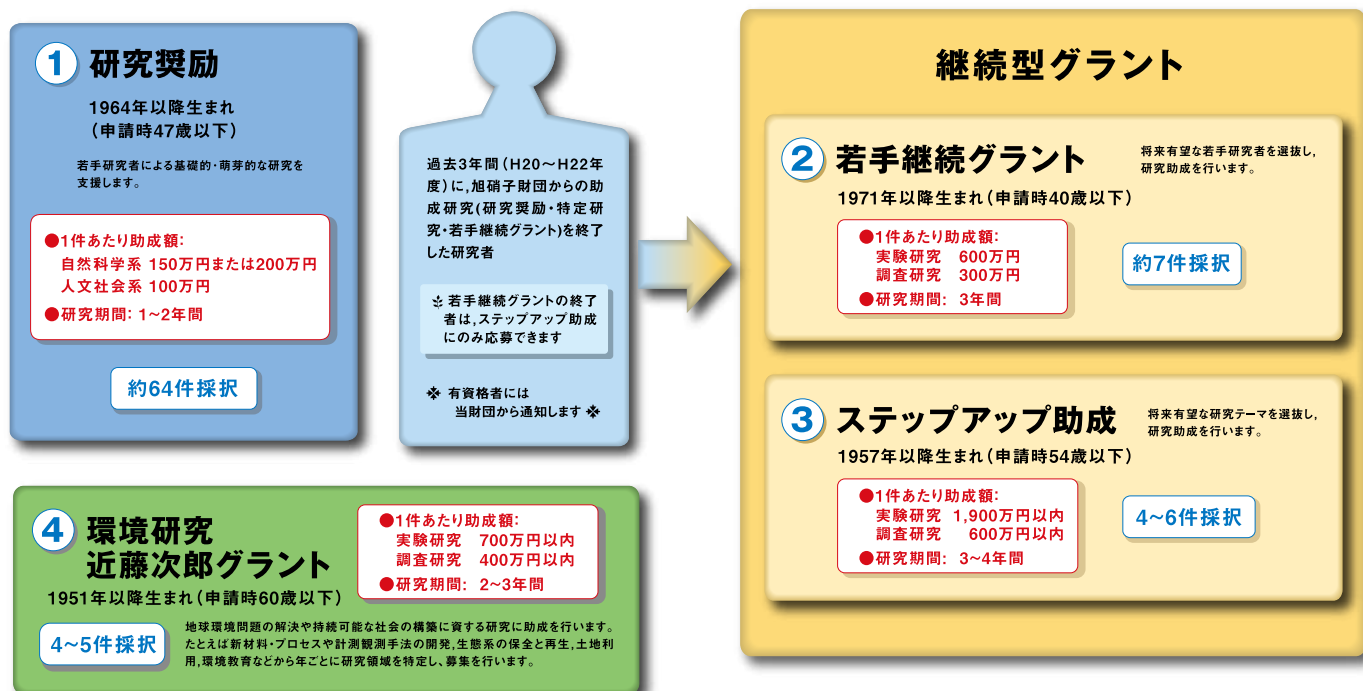 1 研究奨励
1964年以降生まれ
（申請時47歳以下）
若手研究者による基礎的・萌芽的な研究を
支援します。
●1件あたり助成額：
自然科学系 150万円または200万円
人文社会系 100万円
●研究期間： 1~2年間
約64件採択
過去3年間（H20～H22年
度）に，旭硝子財団からの助
成研究(研究奨励・特定研
究・若手継続グラント)を終了
した研究者
若手継続グラントの終了
者は，ステップアップ助成
にのみ応募できます
❖ 有資格者には
当財団から通知します ❖
継続型グラント
2 若手継続グラント
将来有望な若手研究者を選抜し，
研究助成を行います。
1971年以降生まれ（申請時40歳以下）
●1件あたり助成額：
実験研究 600万円
調査研究 300万円
●研究期間： 3年間
約7件採択
3 ステップアップ助成
将来有望な研究テーマを選抜し，
研究助成を行います。
1957年以降生まれ（申請時54歳以下）
●1件あたり助成額：
実験研究 1,900万円以内
調査研究 600万円以内
●研究期間： 3~4年間
4~6件採択
4 環境研究
近藤次郎グラント
1951年以降生まれ（申請時60歳以下）
●1件あたり助成額：
実験研究 700万円以内
調査研究 400万円以内
●研究期間： 2~3年間
4~5件採択
地球環境問題の解決や持続可能な社会の構築に資する研究に助成を行います。
たとえば新材料・プロセスや計測観測手法の開発，生態系の保全と再生，土地利
用，環境教育などから年ごとに研究領域を特定し、募集を行います。